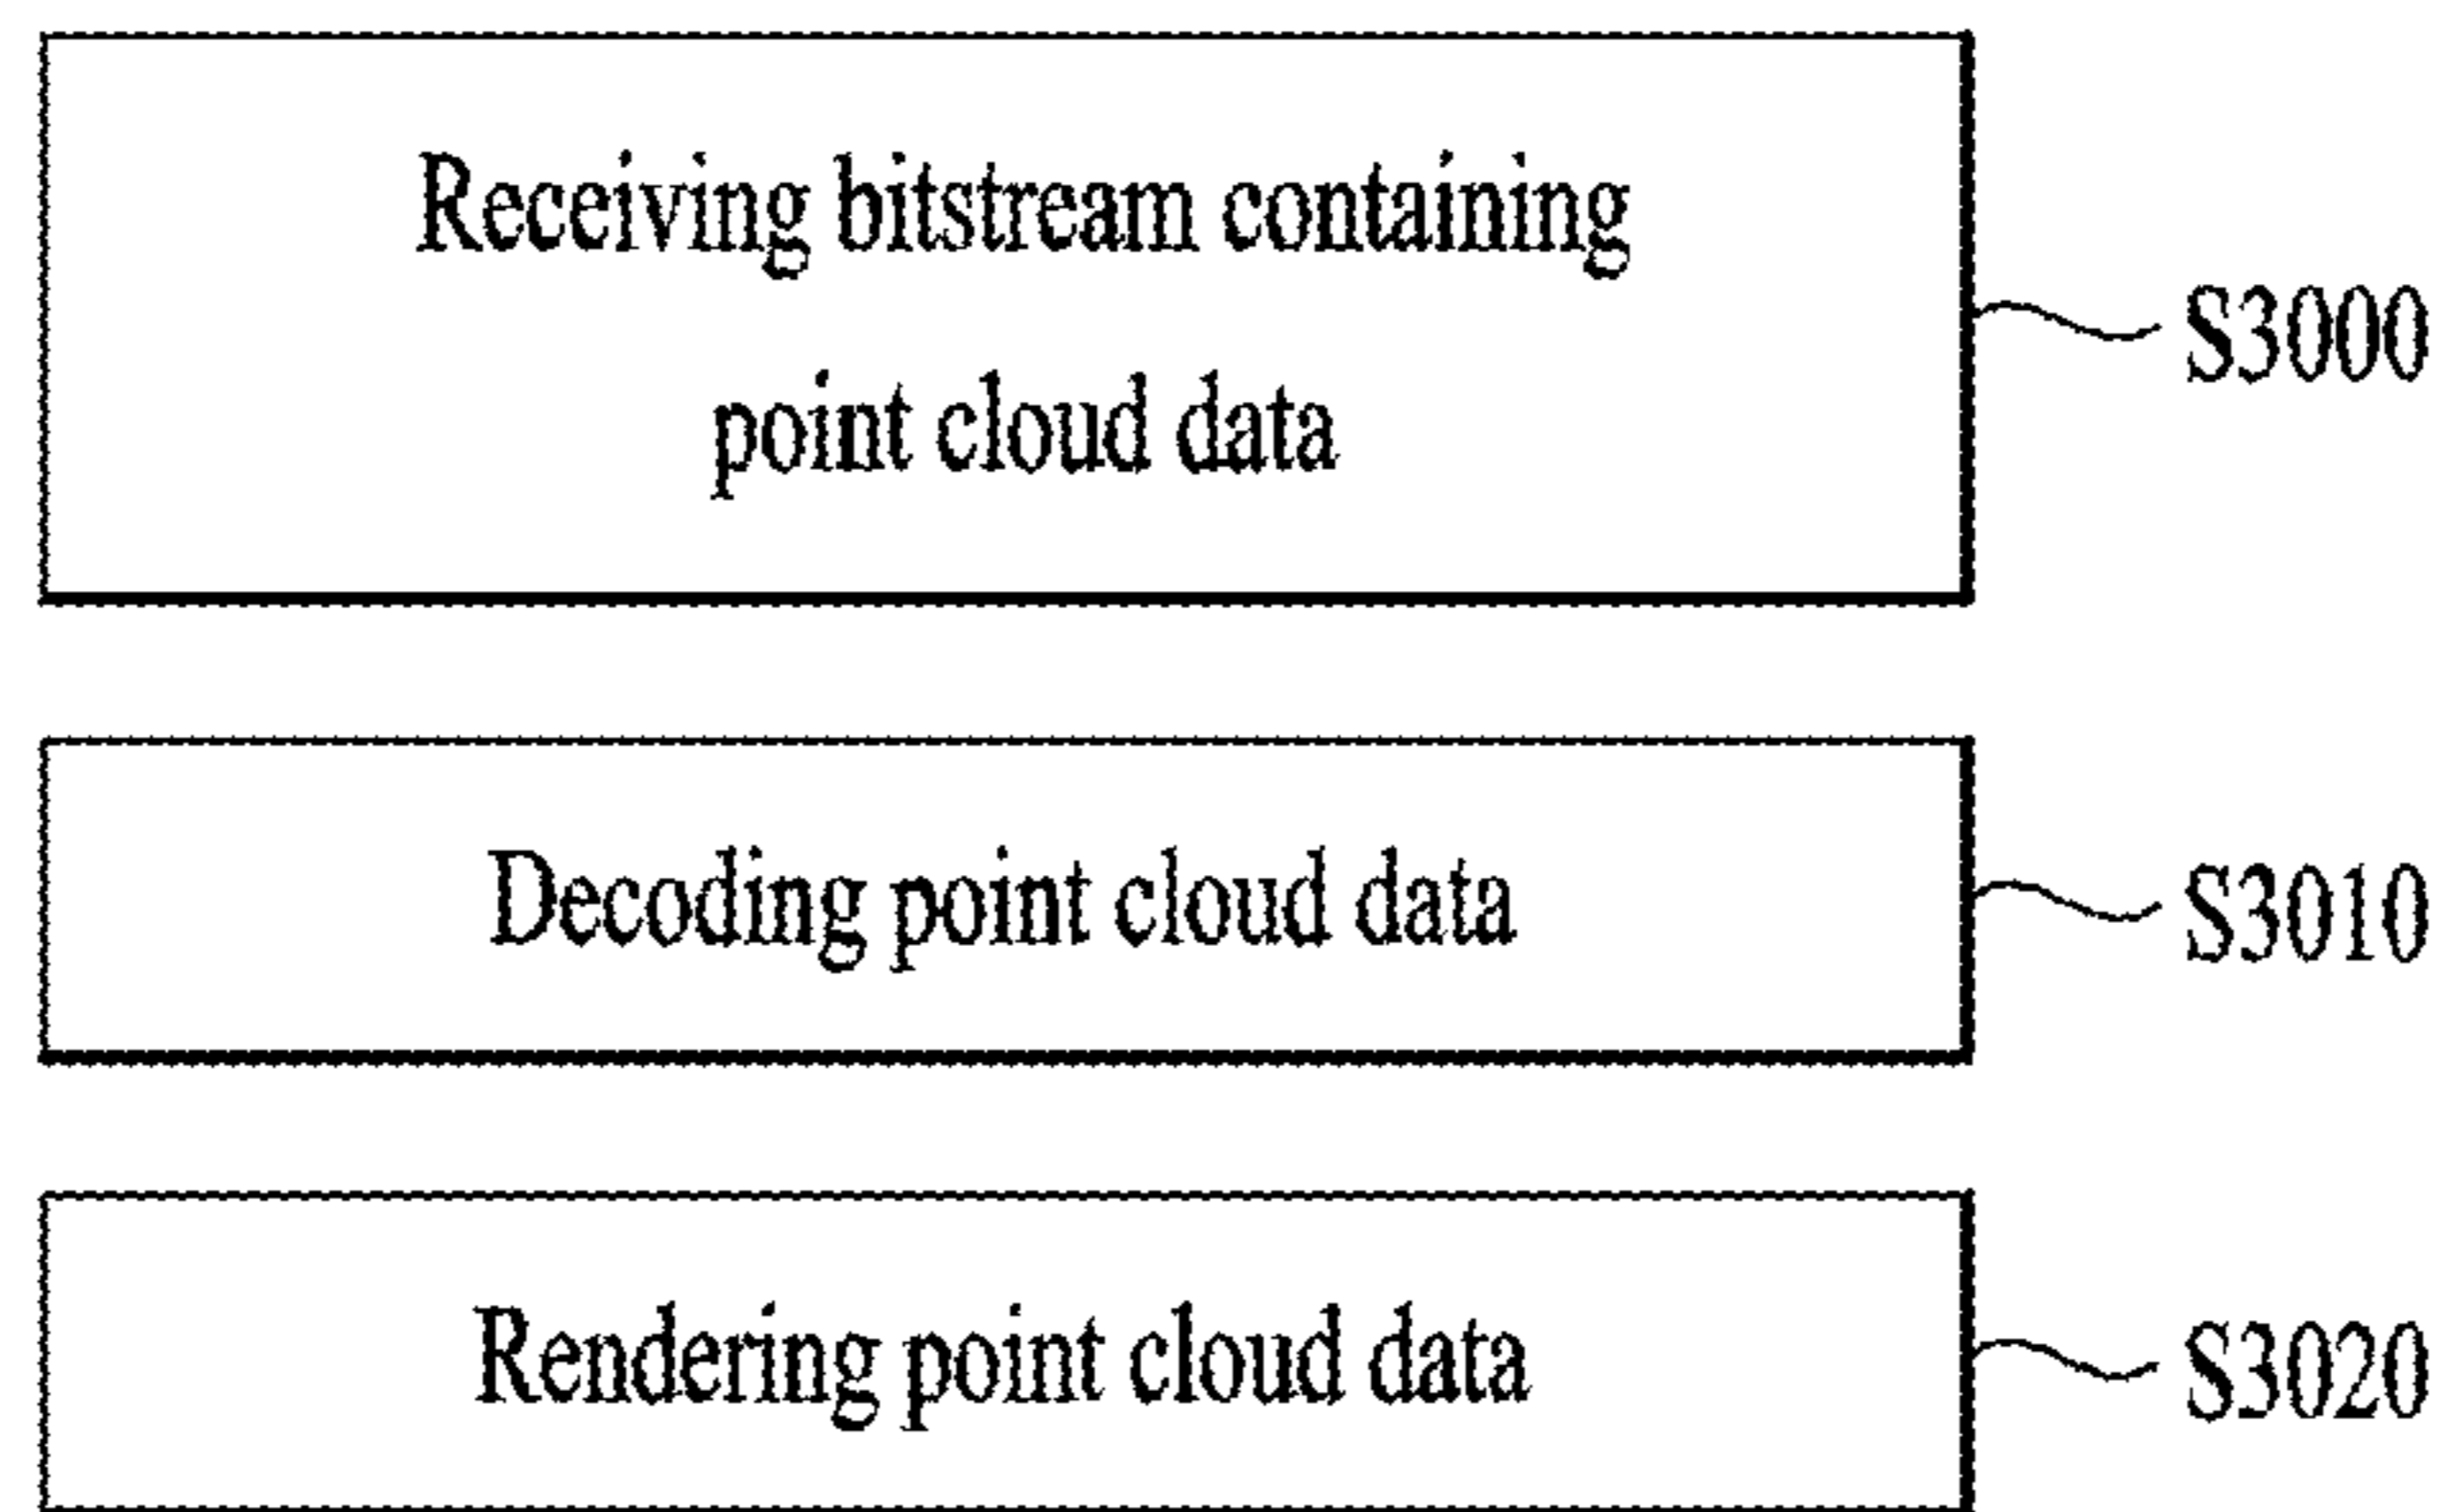 Receiving bitstream containing
point cloud data
S3000
Decoding point cloud data
S3010
Rendering point cloud data
S3020